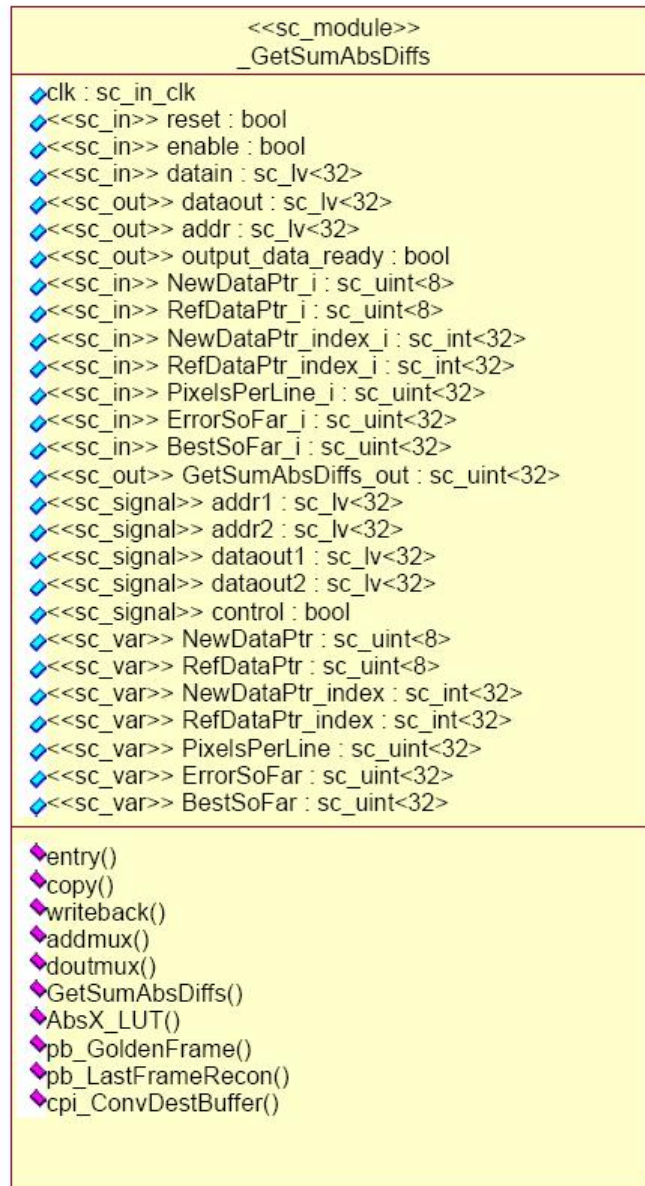 <<sc_module>>
_GetSumAbsDiffs
clk : sc_in_clk
<<sc_in>> reset : bool
<<sc_in>> enable : bool
<<sc_in>> datain : sc_lv<32>
<<sc_out>> dataout : sc_lv<32>
<<sc_out>> addr : sc_lv<32>
<<sc_out>> output_data_ready : bool
<<sc_in>> NewDataPtr_i : sc_uint<8>
<<sc_in>> RefDataPtr_i : sc_uint<8>
<<sc_in>> NewDataPtr_index_i : sc_int<32>
<<sc_in>> RefDataPtr_index_i : sc_int<32>
<<sc_in>> PixelsPerLine_i : sc_uint<32>
<<sc_in>> ErrorSoFar_i : sc_uint<32>
<<sc_in>> BestSoFar_i : sc_uint<32>
<<sc_out>> GetSumAbsDiffs_out : sc_uint<32>
<<sc_signal>> addr1 : sc_lv<32>
<<sc_signal>> addr2 : sc_lv<32>
<<sc_signal>> dataout1 : sc_lv<32>
<<sc_signal>> dataout2 : sc_lv<32>
<<sc_signal>> control : bool
<<sc_var>> NewDataPtr : sc_uint<8>
<<sc_var>> RefDataPtr : sc_uint<8>
<<sc_var>> NewDataPtr_index : sc_int<32>
<<sc_var>> RefDataPtr_index : sc_int<32>
<<sc_var>> PixelsPerLine : sc_uint<32>
<<sc_var>> ErrorSoFar : sc_uint<32>
<<sc_var>> BestSoFar : sc_uint<32>
entry()
copy()
writeback()
addmux()
doutmux()
GetSumAbsDiffs()
AbsX_LUT()
pb_GoldenFrame()
pb_LastFrameRecon()
cpi_ConvDestBuffer()